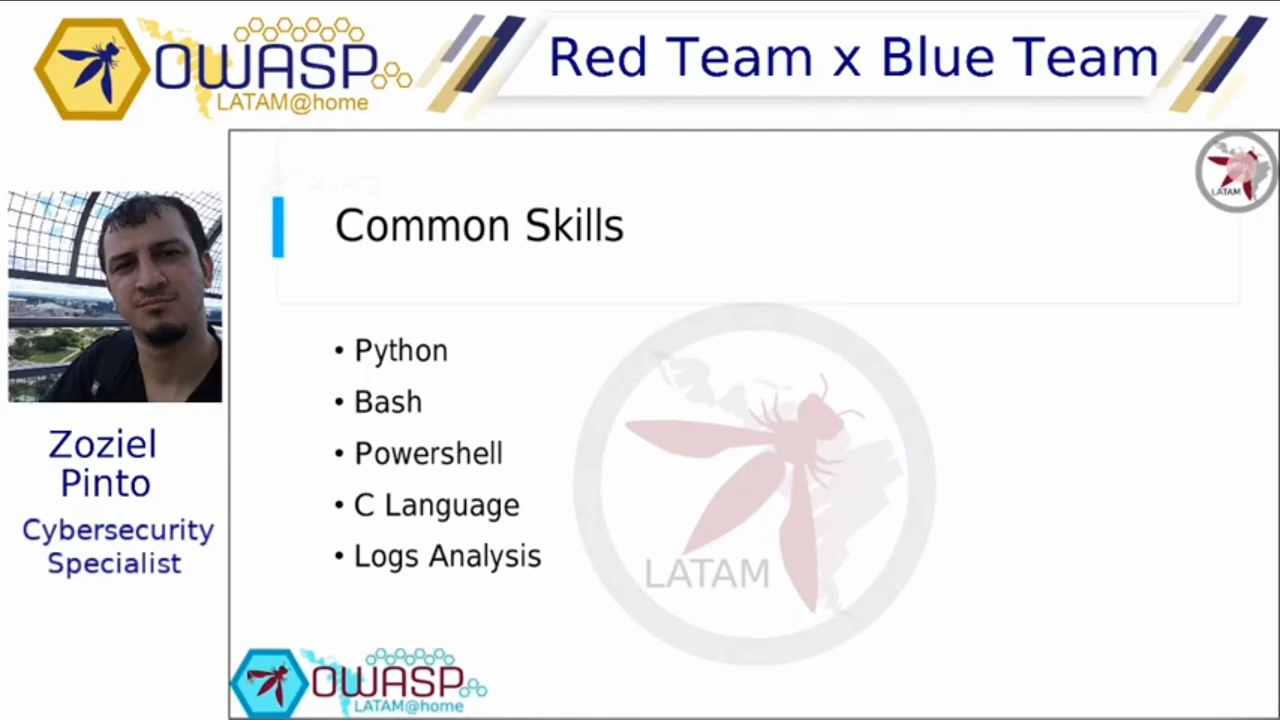 OWASP
LATAM@home
Red Team x Blue Team
LATAM
Common Skills
• Python
• Bash
• Powershell
• C Language
• Logs Analysis
LATAM
Zoziel
Pinto
Cybersecurity
Specialist
OWASP
LATAM@home